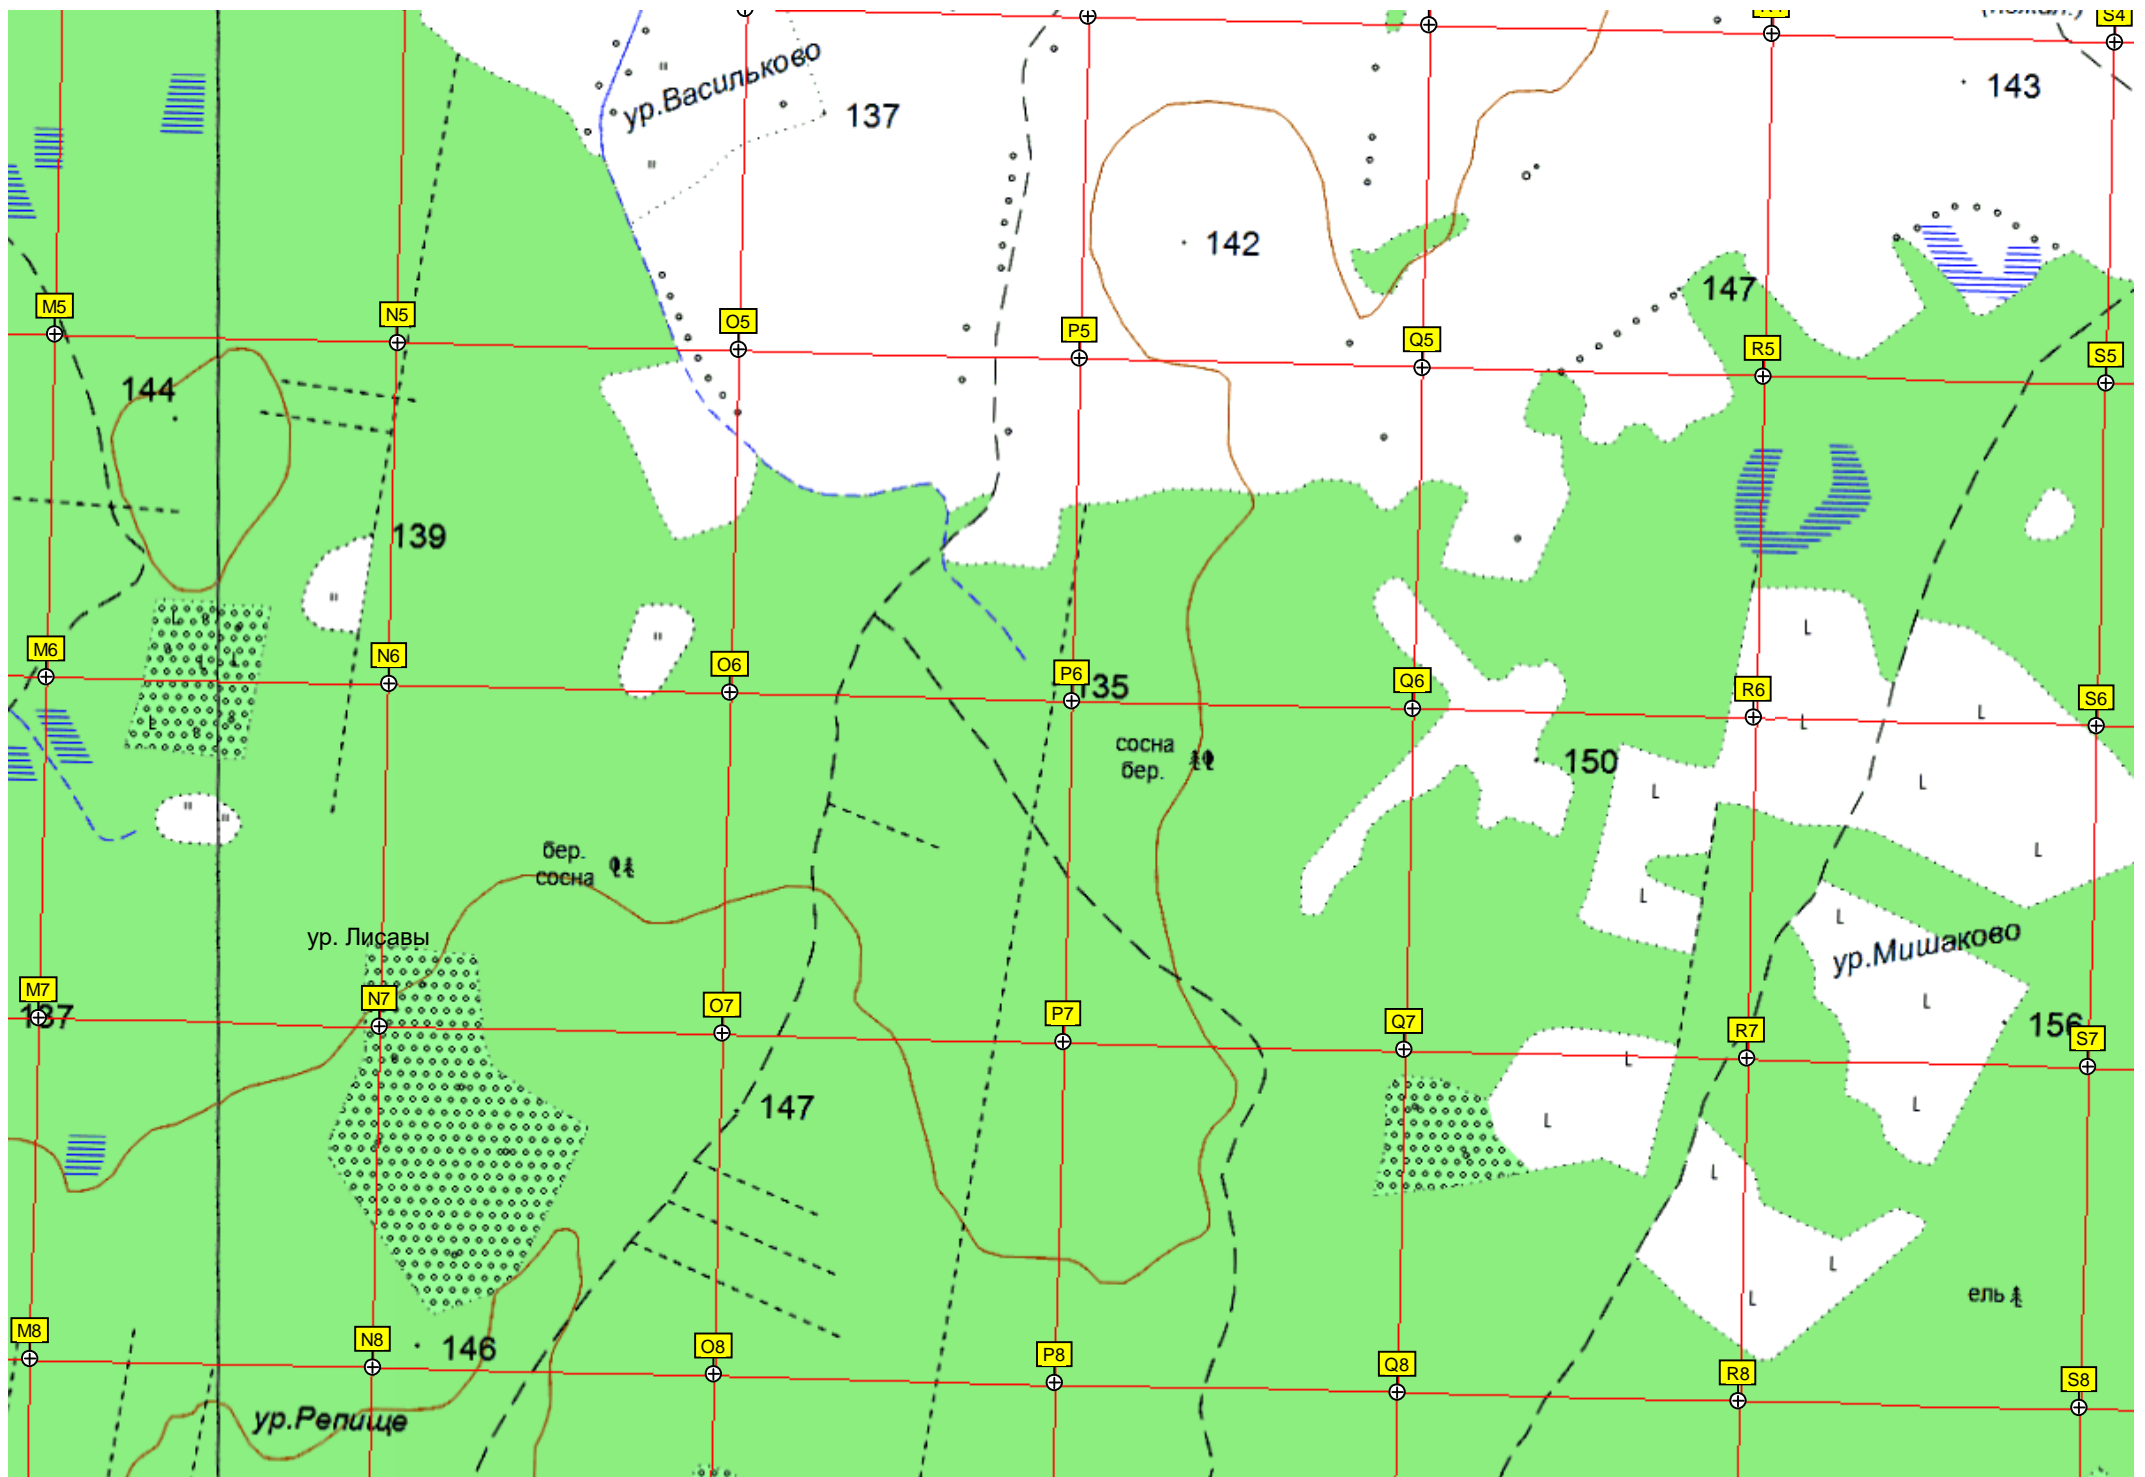 S4
ур.Васильково
137
143
142
147
M5
N5
O5
P5
Q5
R5
S5
144
139
M6
N6
O6
P6
135
Q6
R6
S6
сосна
бер.
150
бер.
сосна
ур. Лисавы
ур.Мишаково
M7
137
N7
O7
P7
Q7
R7
156
S7
147
ель
M8
N8
146
O8
P8
Q8
R8
S8
ур.Репище